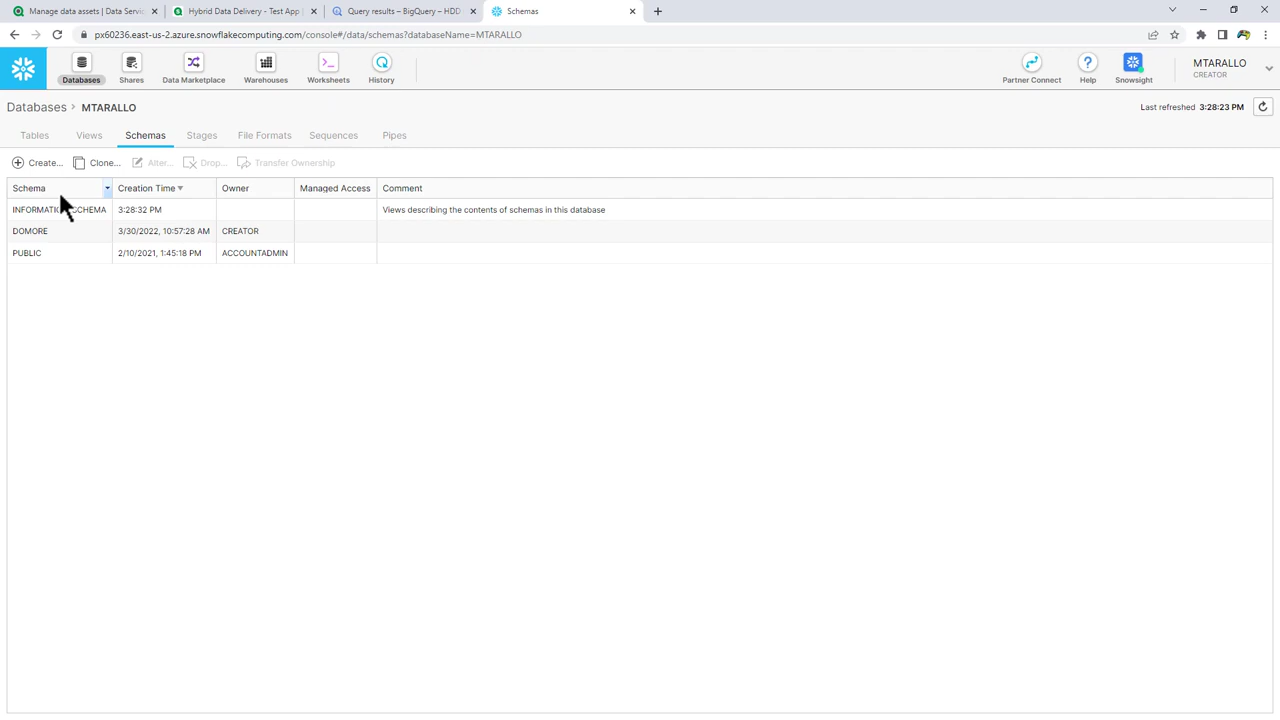 Manage data assets | Data Servic
Hybrid Data Delivery - Test App |
Query results – BigQuery – HDD
Schemas
px60236.east-us-2.azure.snowflakecomputing.com/console#/data/schemas?databaseName=MTARALLO
Databases
Shares
Data Marketplace
Warehouses
Worksheets
History
Partner Connect
Help
Snowsight
MTARALLO
CREATOR
Databases > MTARALLO
Last refreshed 3:28:23 PM
Tables Views Schemas Stages File Formats Sequences Pipes
Create... Clone... Alter... Drop... Transfer Ownership
Schema Creation Time Owner Managed Access Comment
INFORMATION_SCHEMA 3:28:32 PM Views describing the contents of schemas in this database
DOMORE 3/30/2022, 10:57:28 AM CREATOR
PUBLIC 2/10/2021, 1:45:18 PM ACCOUNTADMIN